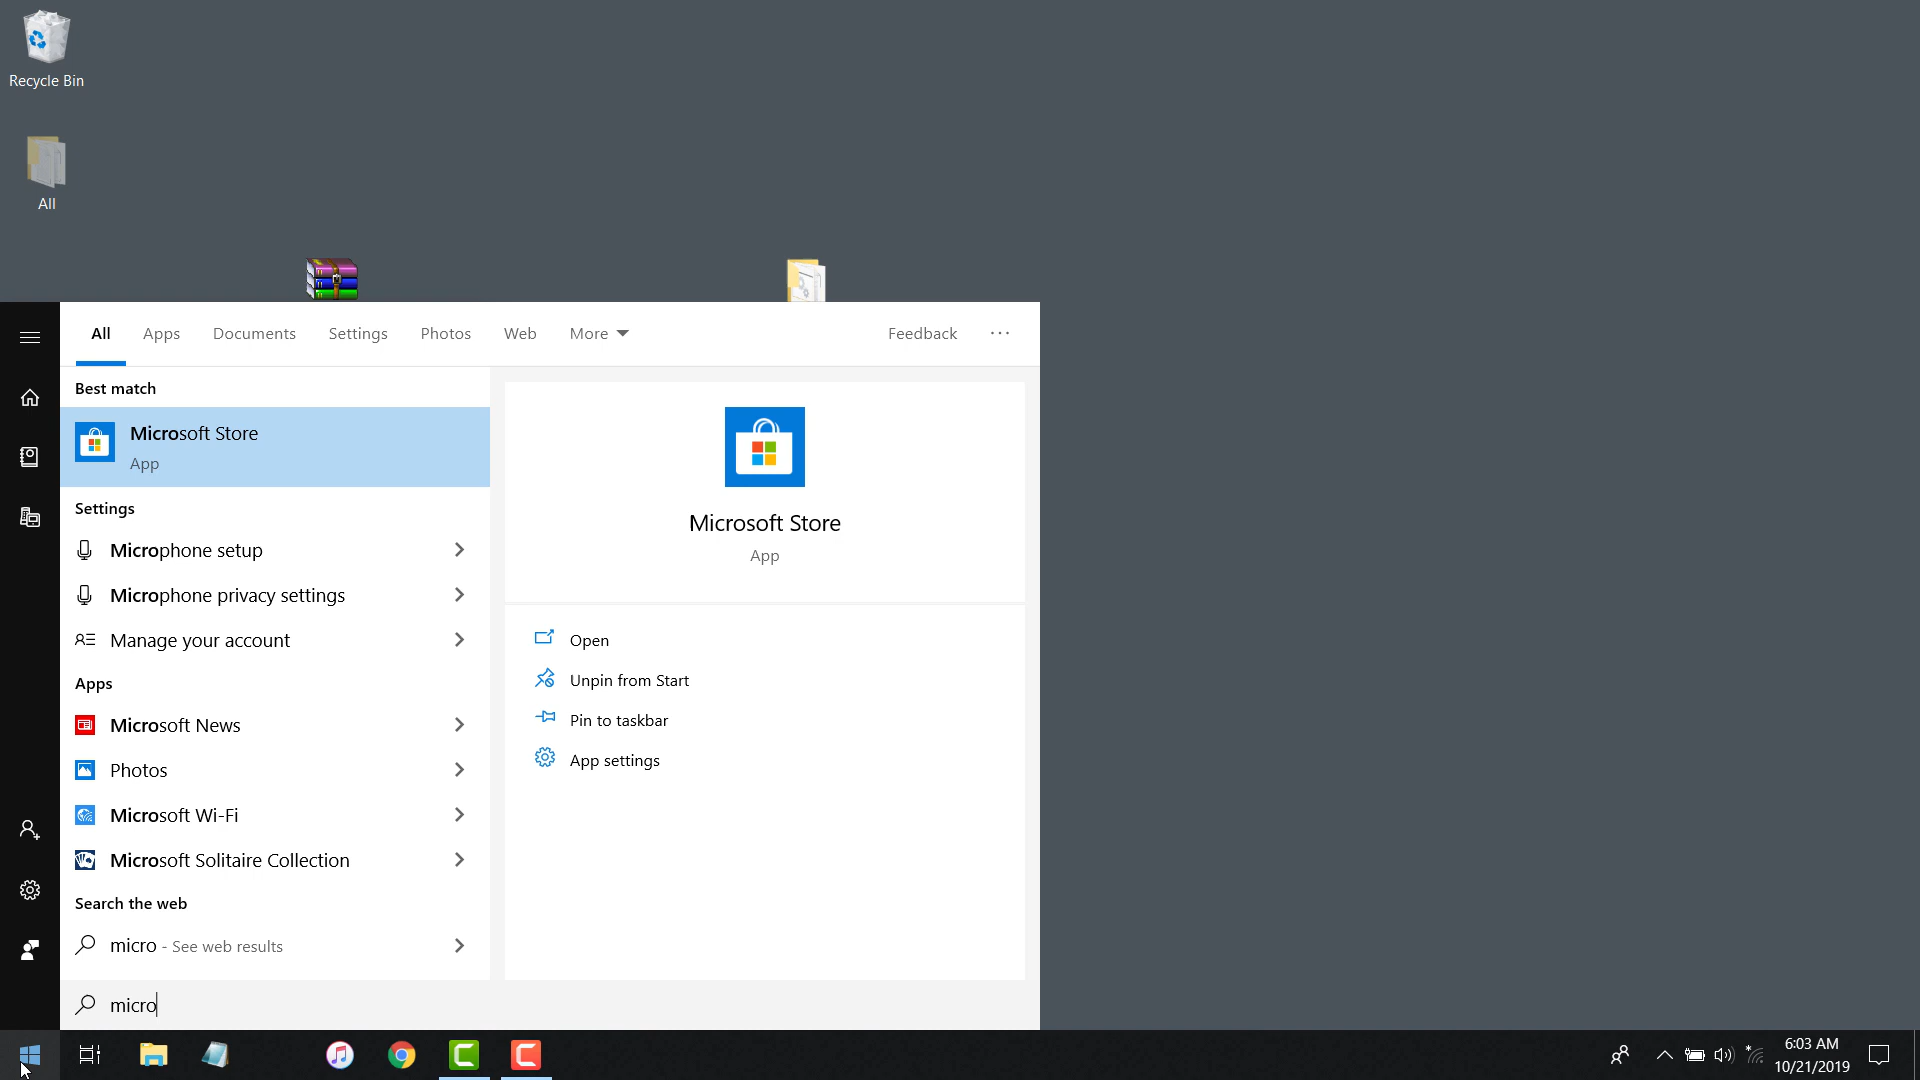 Recycle Bin
All
All Apps Documents Settings Photos Web More Feedback ···
Best match
Microsoft Store
App
Settings
Microphone setup
Microphone privacy settings
Manage your account
Apps
Microsoft News
Photos
Microsoft Wi-Fi
Microsoft Solitaire Collection
Search the web
micro - See web results
micro
Microsoft Store
App
Open
Unpin from Start
Pin to taskbar
App settings
6:03 AM
10/21/2019